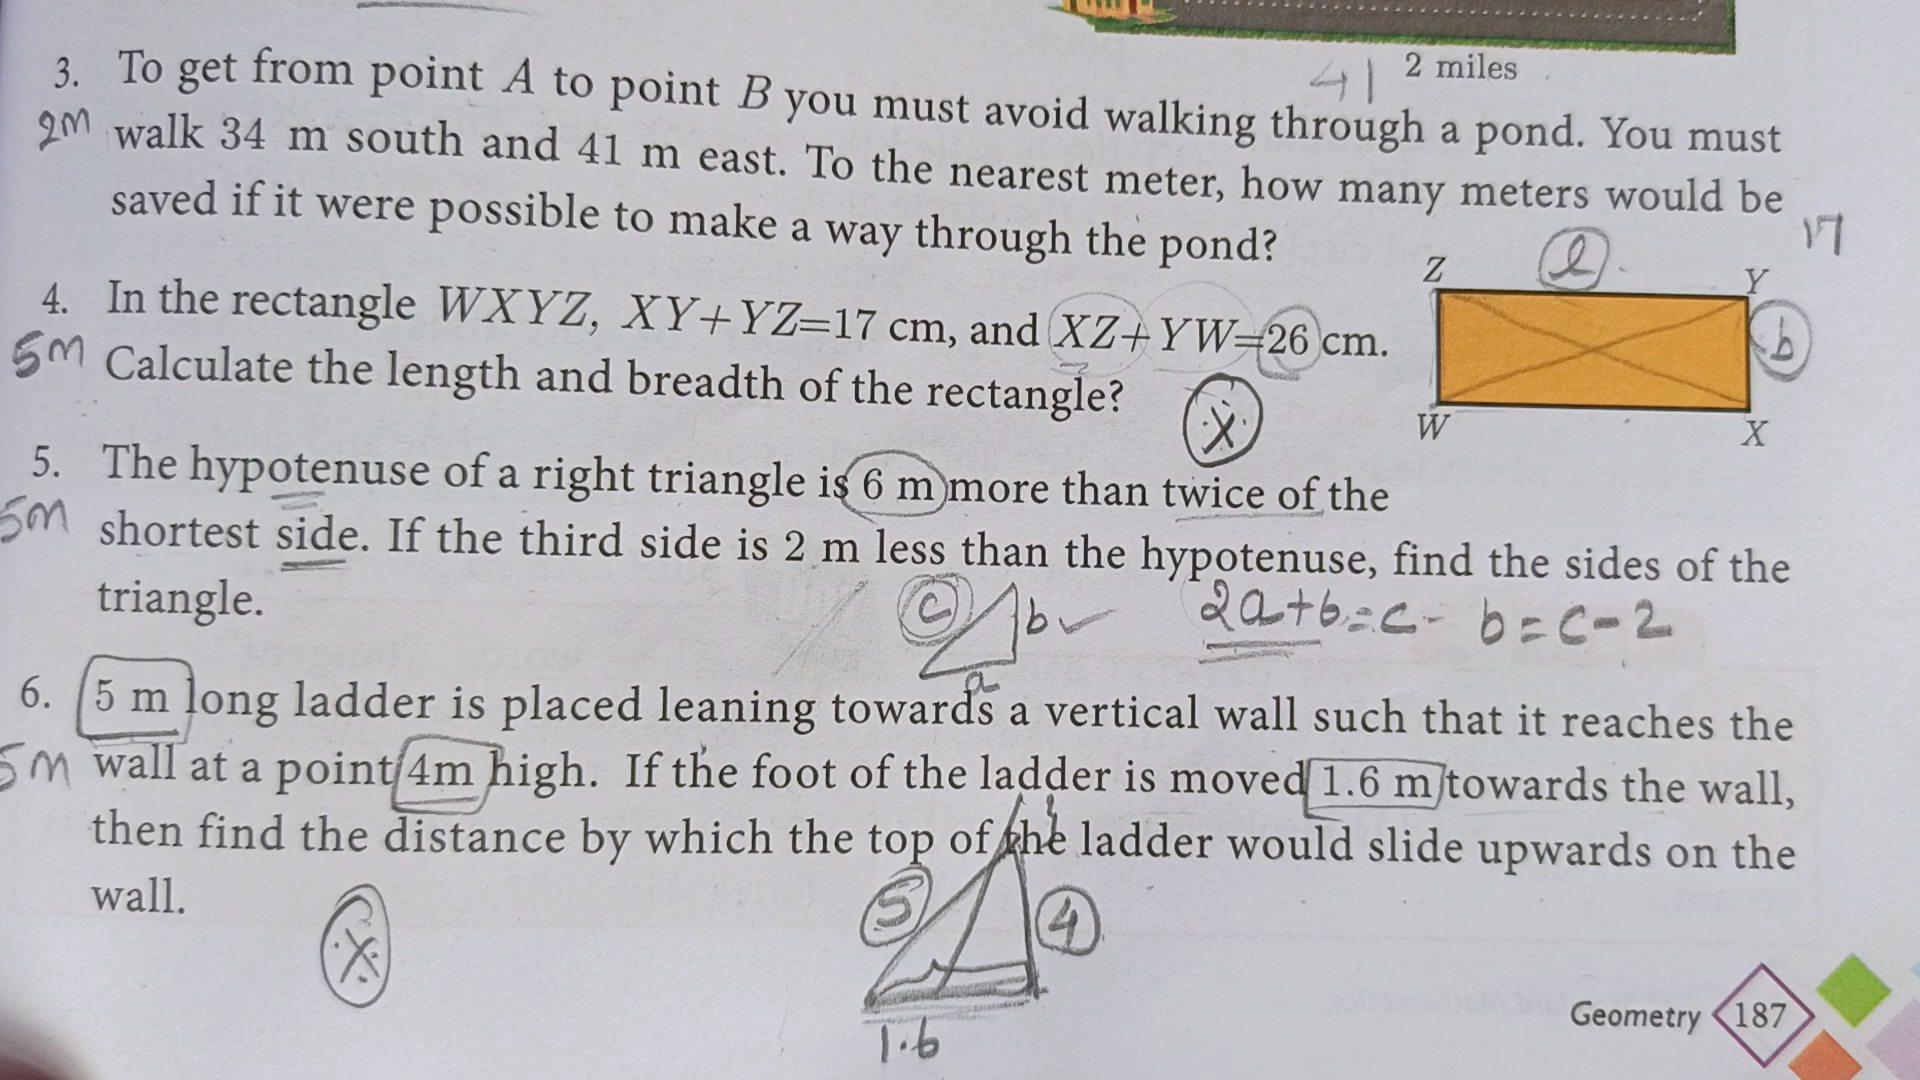 2 miles
41
3. To get from point A to point B you must avoid walking through a pond. You must
2M walk 34 m south and 41 m east. To the nearest meter, how many meters would be
saved if it were possible to make a way through the pond?
17
l
Z Y
4. In the rectangle WXYZ, XY+YZ=17 cm, and XZ+YW=26 cm.
b
5M Calculate the length and breadth of the rectangle?
W X
X
5. The hypotenuse of a right triangle is 6 m more than twice of the
5M shortest side. If the third side is 2 m less than the hypotenuse, find the sides of the
triangle.
c b 2a+6=c- b=c-2
a
6. 5 m long ladder is placed leaning towards a vertical wall such that it reaches the
5M wall at a point 4m high. If the foot of the ladder is moved 1.6 m towards the wall,
then find the distance by which the top of the ladder would slide upwards on the
wall.
X
5 4
1.6
Geometry 187